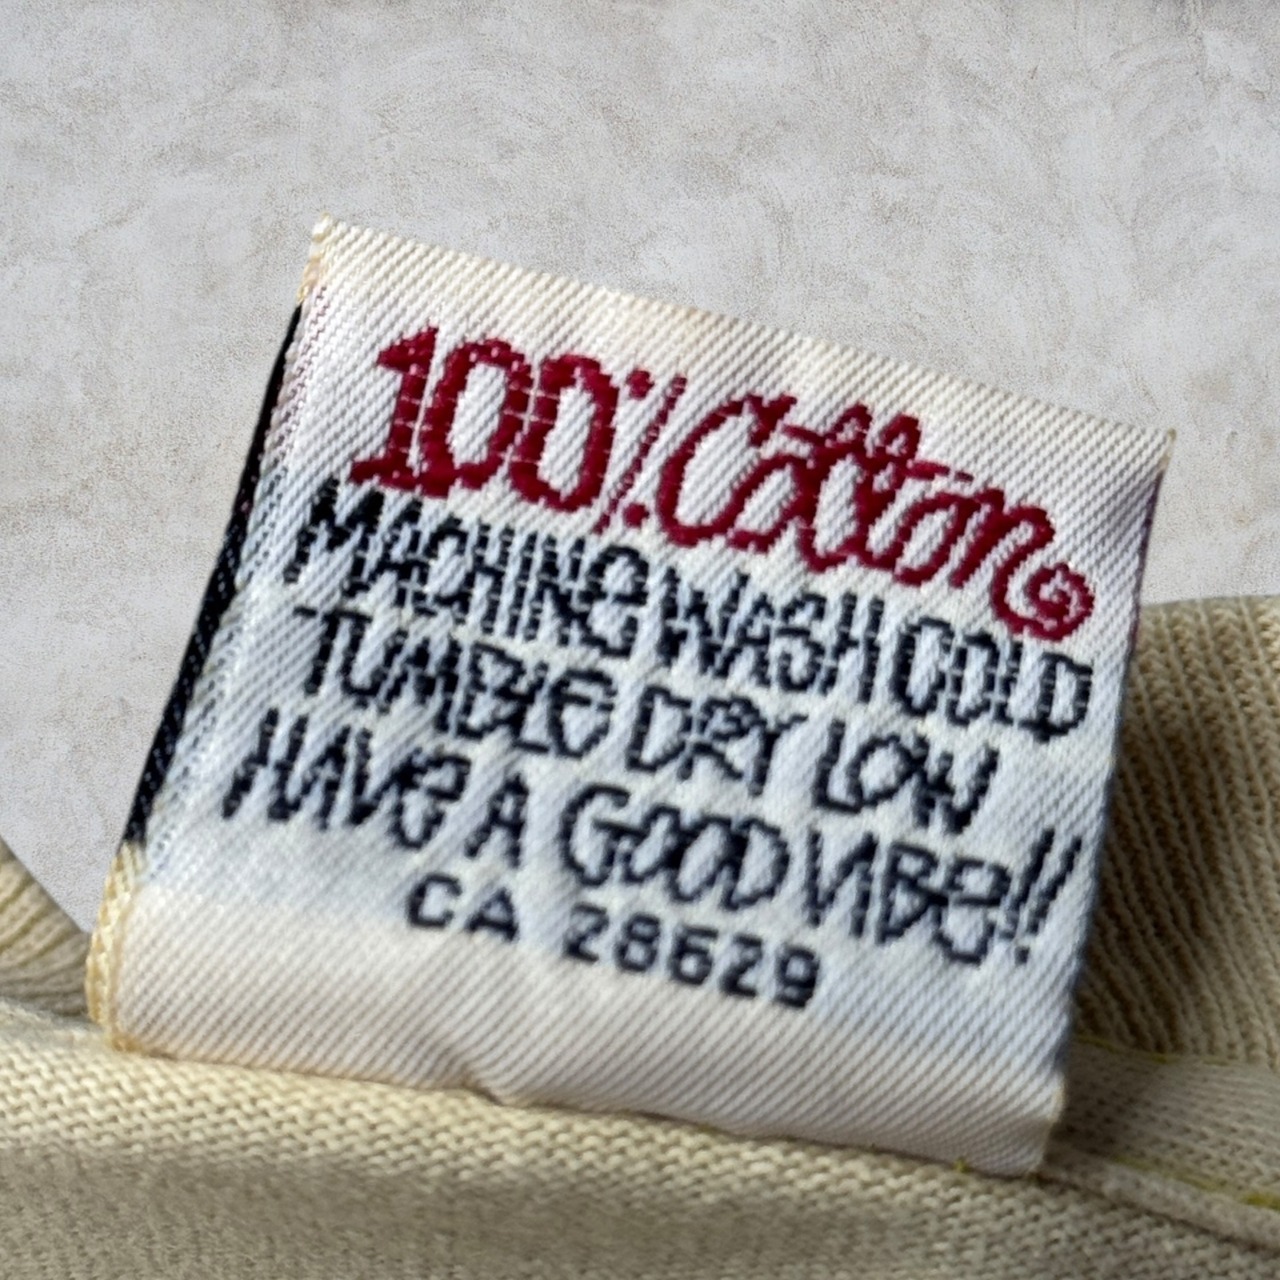 100% Cotton
MACHINE WASH COLD
TUMBLE DRY LOW
HAVE A GOOD VIBE!!
CA 28629